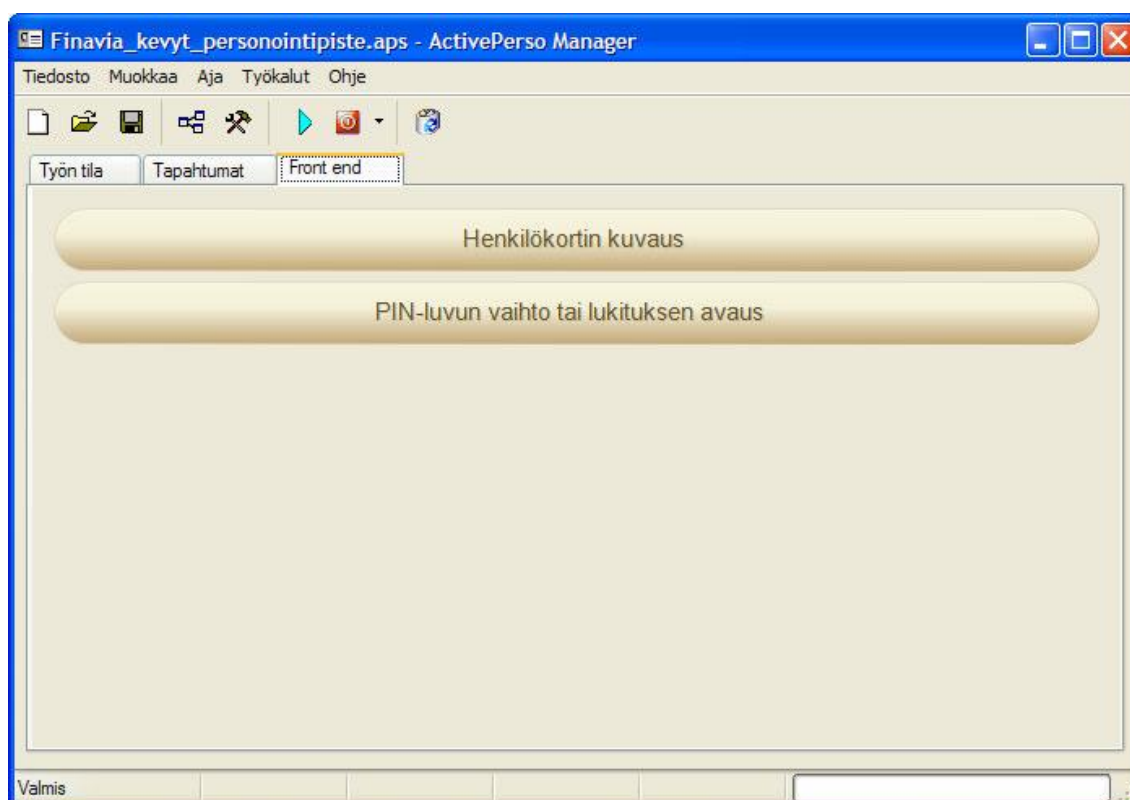 Finavia_kevyt_personointipiste.aps - ActivePerso Manager
Tiedosto Muokkaa Aja Työkalut Ohje
Työn tila Tapahtumat Front end
Henkilökortin kuvaus
PIN-luvun vaihto tai lukituksen avaus
Valmis